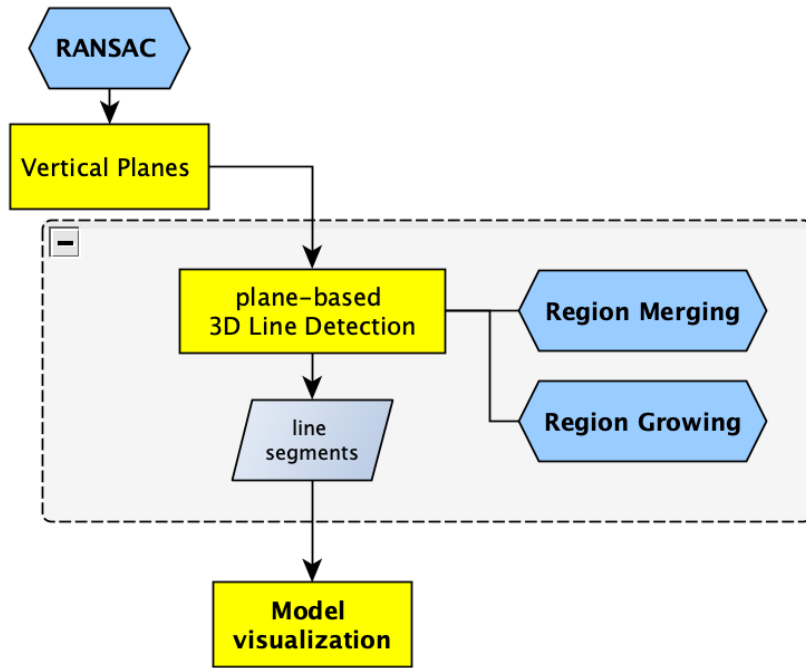 RANSAC
Vertical Planes
plane-based
3D Line Detection
Region Merging
Region Growing
line
segments
Model
visualization